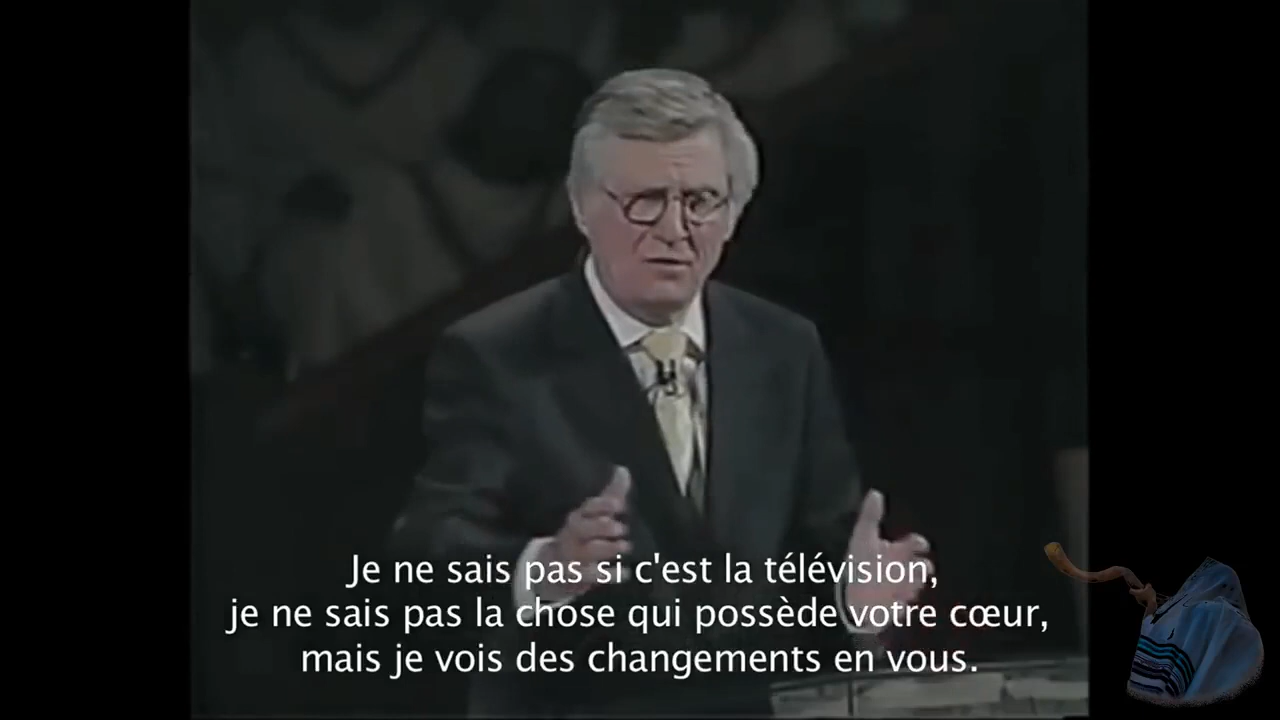 Je ne sais pas si c'est la télévision,
je ne sais pas la chose qui possède votre cœur,
mais je vois des changements en vous.